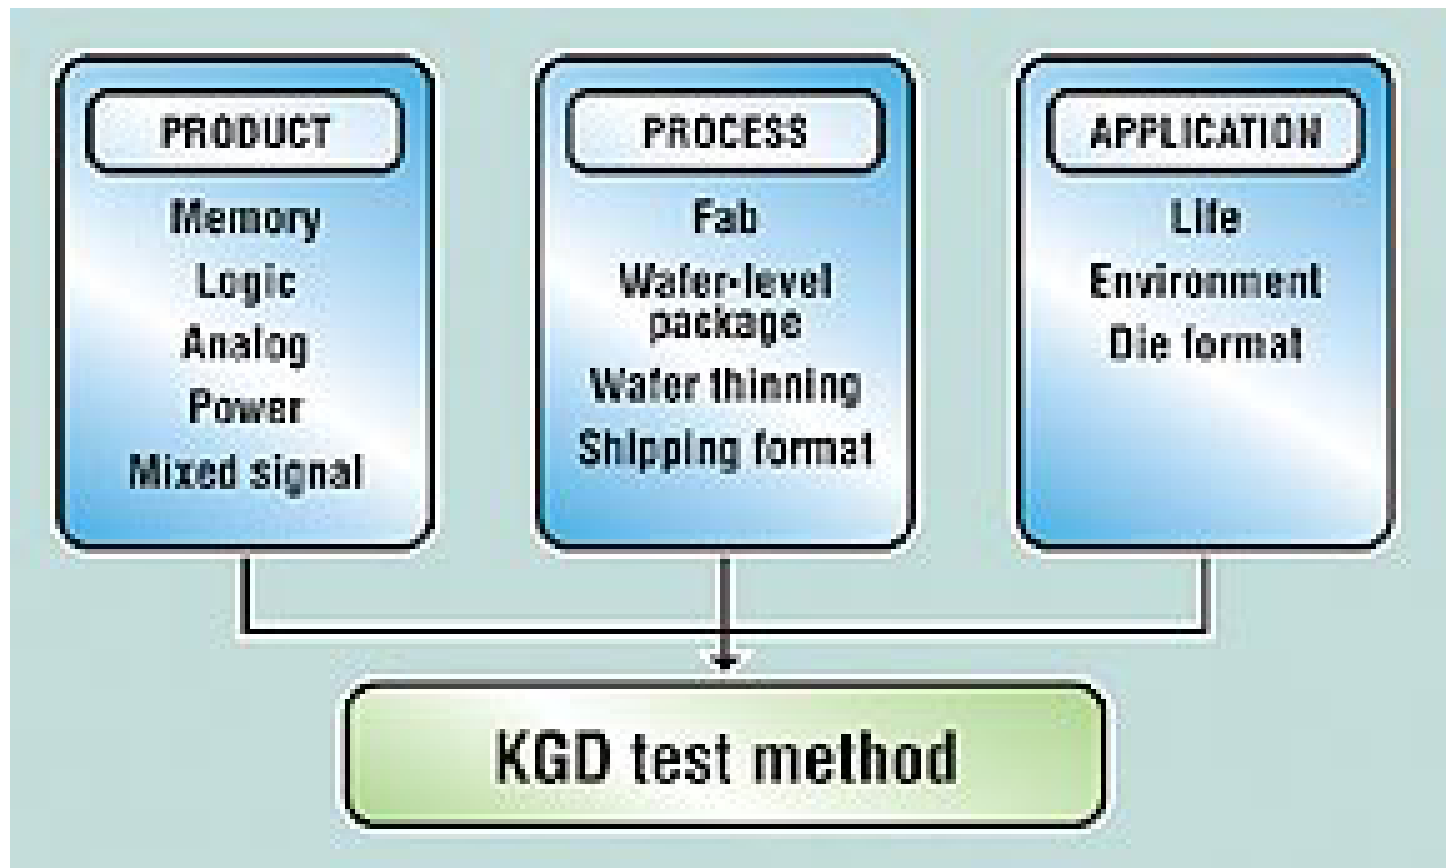 PRODUCT
Memory
Logic
Analog
Power
Mixed signal
PROCESS
Fab
Wafer-level
package
Wafer thinning
Shipping format
APPLICATION
Life
Environment
Die format
KGD test method